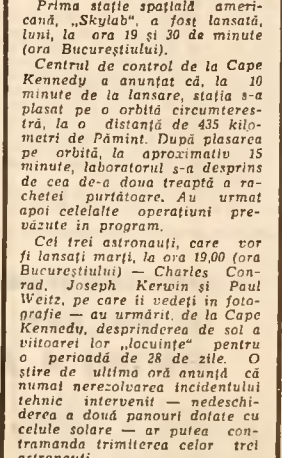 Prima stație spațială ameri-
cană, „Skylab", a fost lansată,
luni, la ora 19 și 30 de minute
(ora Bucureștiului).
Centrul de control de la Cape
Kennedy a anunțat că, la 10
minute de la lansare, stația s-a
plasat pe o orbită circumteres-
tră, la o distanță de 435 kilo-
metri de Pămînt. După plasarea
pe orbită, la aproximativ 15
minute, laboratorul s-a desprins
de cea de-a doua treaptă a ra-
chetei purtătoare. Au urmat
apoi celelalte operațiuni pre-
văzute în program.
Cei trei astronauți, care vor
fi lansați marți, la ora 19,00 (ora
Bucureștiului) — Charles Con-
rad, Joseph Kerwin și Paul
Weitz, pe care îi vedeți în foto-
grafie — au urmărit, de la Cape
Kennedy, desprinderea de sol a
viitoarei lor „locuințe" pentru
o perioadă de 28 de zile. O
știre de ultima oră anunță că
numai nerezolvarea incidentului
tehnic intervenit — nedeschi-
derea a două panouri dotate cu
celule solare — ar putea con-
tramanda trimiterea celor trei
astronauți